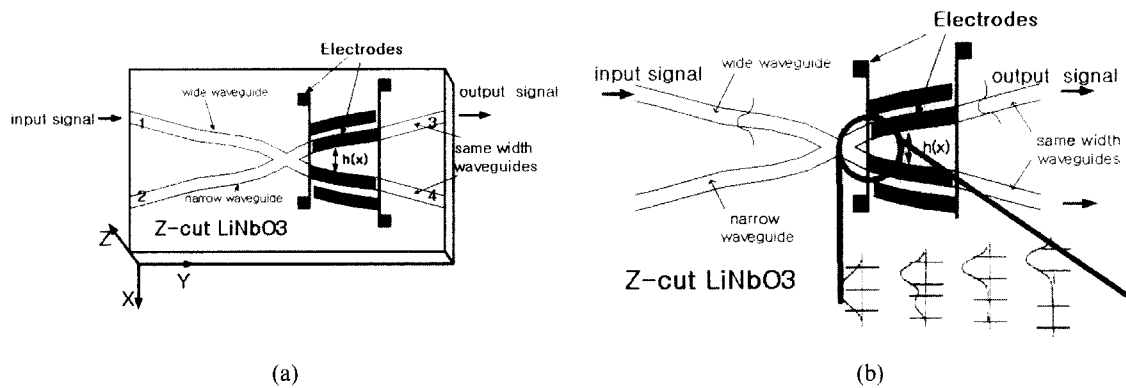 Electrodes
wide waveguide
output signal
input signal
1
3
same width
waveguides
h(x)
2
narrow waveguide
4
Z-cut LiNbO3
Z
Y
X
(a)
Electrodes
input signal
wide waveguide
output signal
h(x)
same width
waveguides
narrow
waveguide
Z-cut LiNbO3
(b)